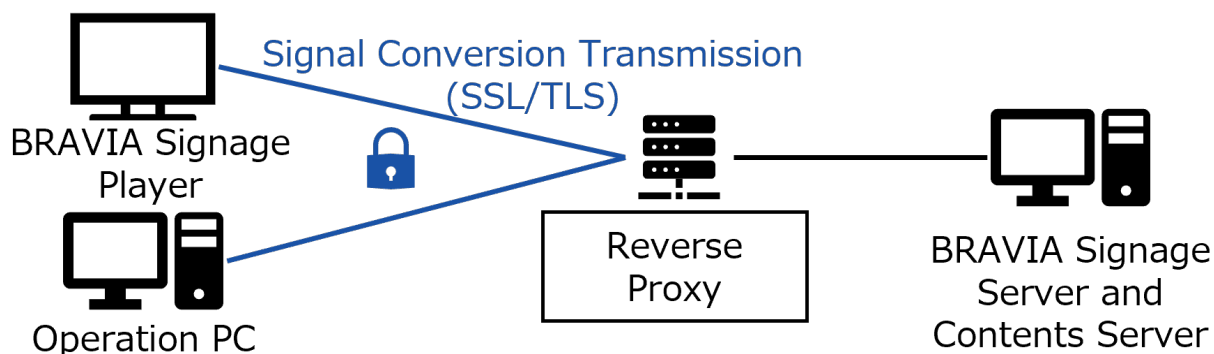 Signal Conversion Transmission
(SSL/TLS)
BRAVIA Signage
Player
Operation PC
Reverse
Proxy
BRAVIA Signage
Server and
Contents Server